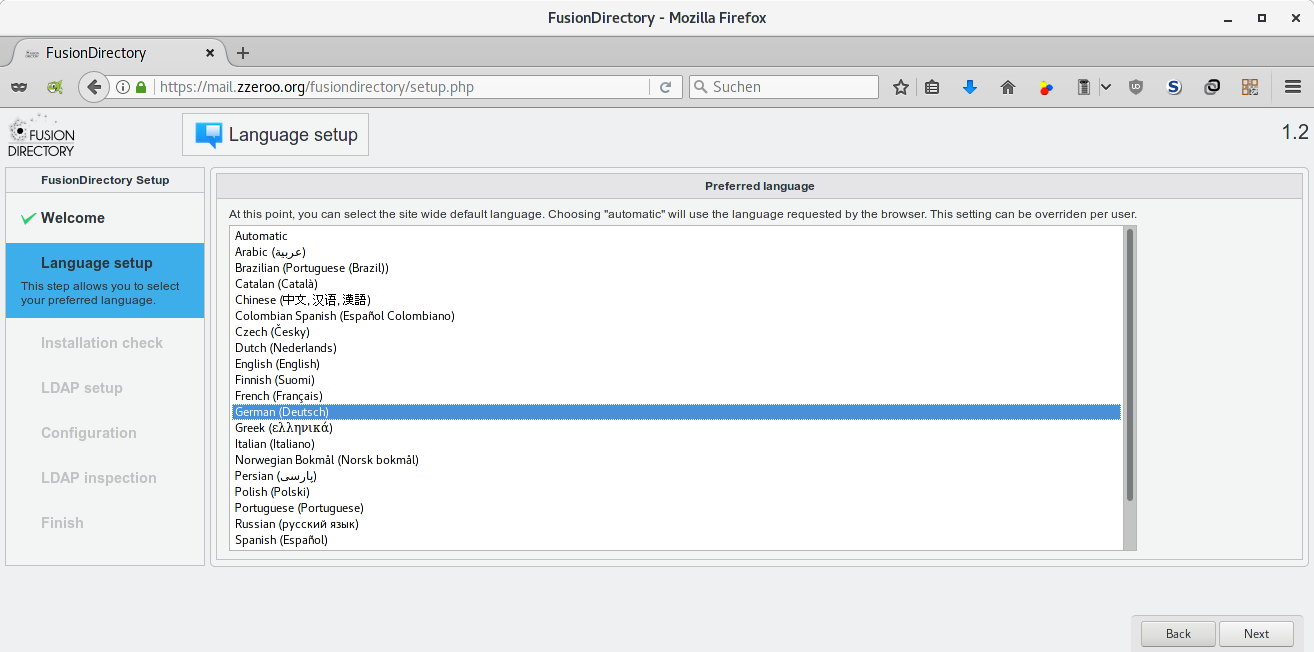 FusionDirectory - Mozilla Firefox
FusionDirectory
https://mail.zzeroo.org/fusiondirectory/setup.php
Suchen
FUSION
DIRECTORY
Language setup
1.2
FusionDirectory Setup
Welcome
Language setup
This step allows you to select
your preferred language.
Installation check
LDAP setup
Configuration
LDAP inspection
Finish
Preferred language
At this point, you can select the site wide default language. Choosing "automatic" will use the language requested by the browser. This setting can be overriden per user.
Automatic
Arabic (عربية)
Brazilian (Portuguese (Brazil))
Catalan (Català)
Chinese (中文, 汉语, 漢語)
Colombian Spanish (Español Colombiano)
Czech (Česky)
Dutch (Nederlands)
English (English)
Finnish (Suomi)
French (Français)
German (Deutsch)
Greek (ελληνικά)
Italian (Italiano)
Norwegian Bokmål (Norsk bokmål)
Persian (پارسی)
Polish (Polski)
Portuguese (Portuguese)
Russian (русский язык)
Spanish (Español)
Back
Next